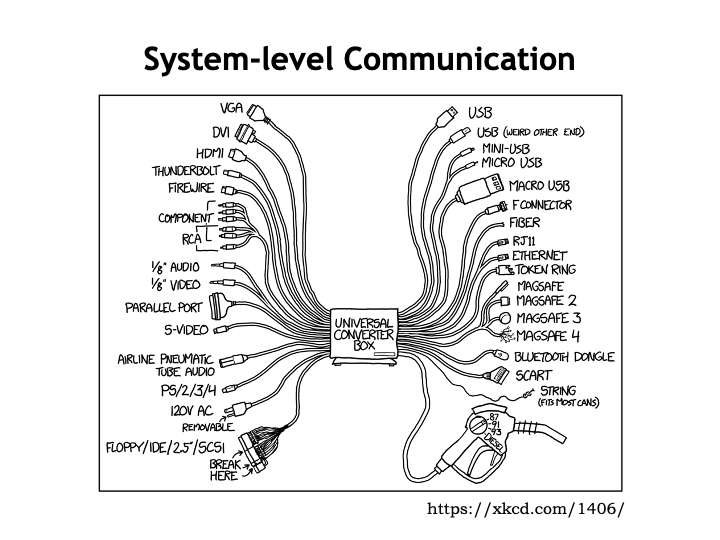 System-level Communication
VGA
DVI
HDMI
THUNDERBOLT
FIREWIRE
COMPONENT
RCA
1/8" AUDIO
1/8" VIDEO
PARALLEL PORT
S-VIDEO
AIRLINE PNEUMATIC
TUBE AUDIO
PS/2/3/4
120V AC
REMOVABLE
FLOPPY/IDE/2.5"/SCSI
BREAK
HERE
UNIVERSAL
CONVERTER
BOX
USB
USB (WEIRD OTHER END)
MINI-USB
MICRO USB
MACRO USB
F CONNECTOR
FIBER
RJ11
ETHERNET
TOKEN RING
MAGSAFE
MAGSAFE 2
MAGSAFE 3
MAGSAFE 4
BLUETOOTH DONGLE
SCART
STRING
(FITS MOST CANS)
87
91
93
DIESEL
https://xkcd.com/1406/